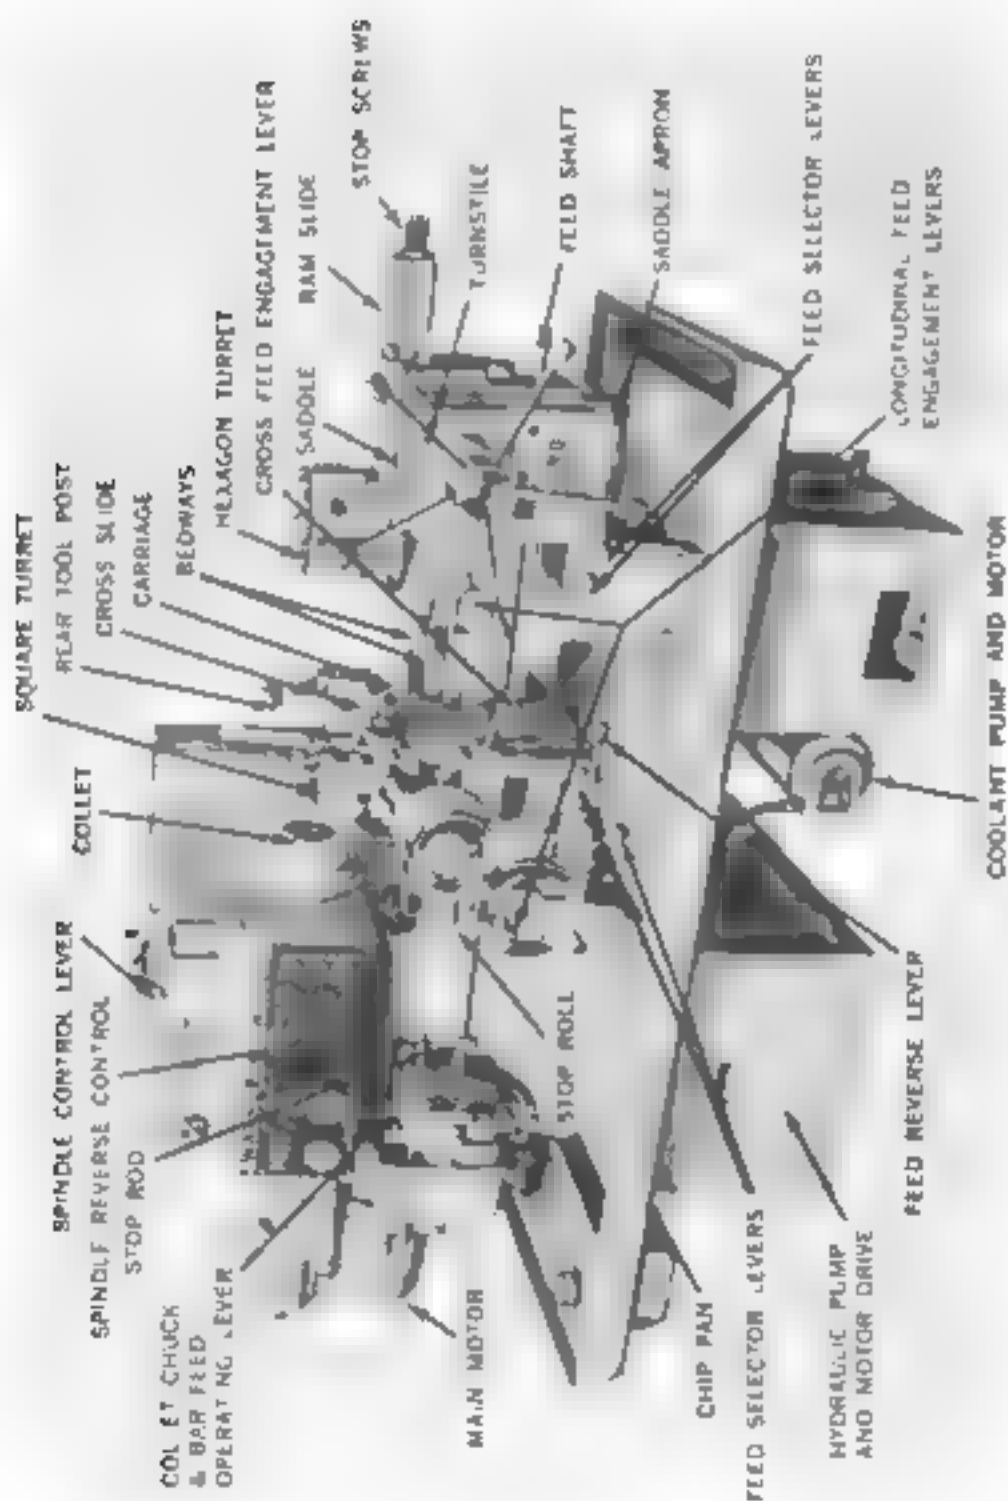 SQUARE TURRET
REAR TOOL POST
CROSS SLIDE
CARRIAGE
BEDWAYS
HEXAGON TURRET
CROSS FEED ENGAGEMENT LEVER
SADDLE
RAM SLIDE
STOP SCREWS
TURNSTILE
FEED SHAFT
SADDLE APRON
FEED SELECTOR LEVERS
LONGITUDINAL FEED
ENGAGEMENT LEVERS
COLLET
SPINDLE CONTROL LEVER
SPINDLE REVERSE CONTROL
STOP ROD
COLLET CHUCK
& BAR FEED
OPERATING LEVER
MAIN MOTOR
STOP ROLL
CHIP PAN
FEED SELECTOR LEVERS
HYDRAULIC PUMP
AND MOTOR DRIVE
FEED REVERSE LEVER
COOLANT PUMP AND MOTOR